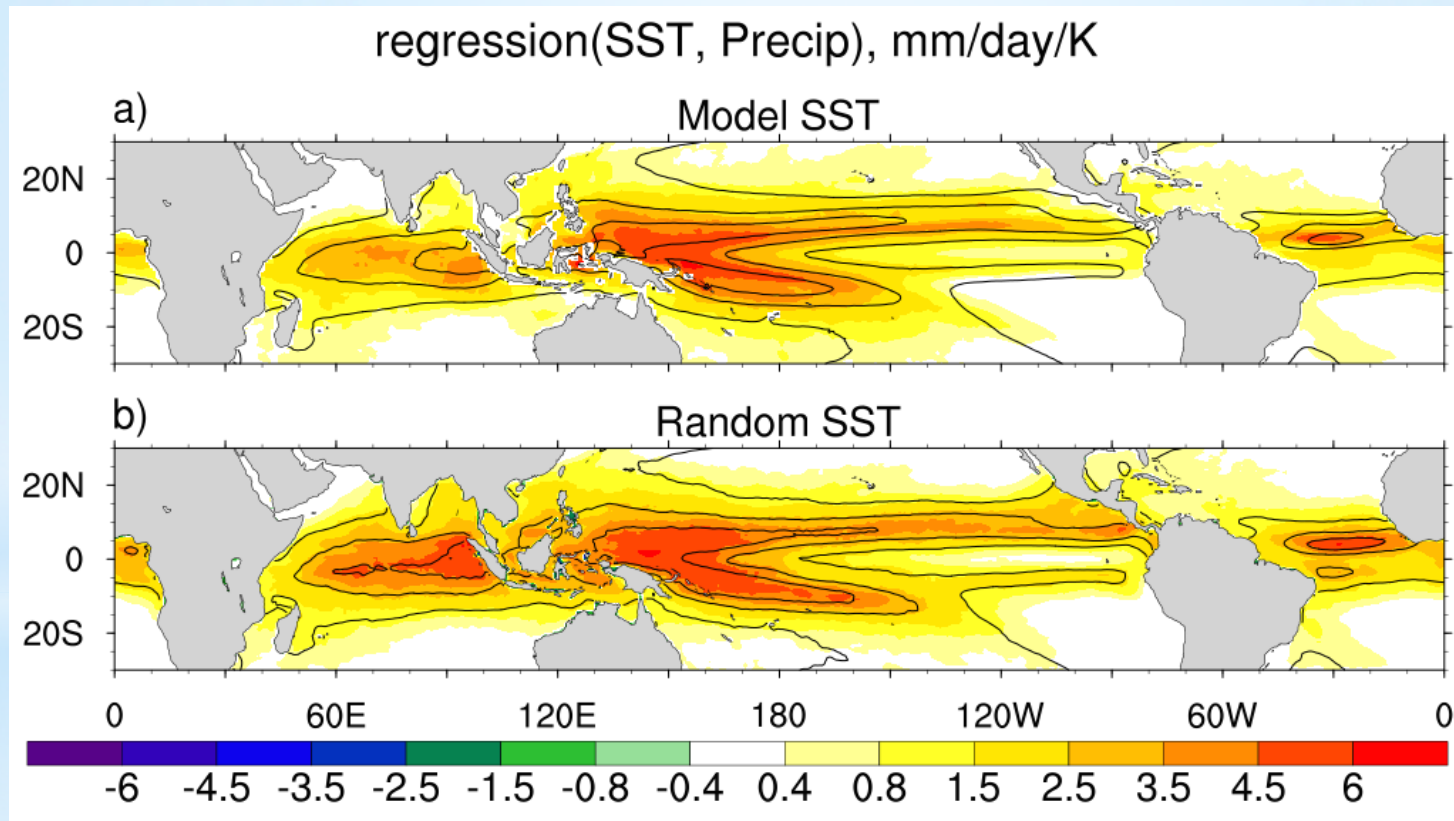 regression(SST, Precip), mm/day/K
a)
Model SST
20N
0
20S
b)
Random SST
20N
0
20S
0 60E 120E 180 120W 60W 0
-6 -4.5 -3.5 -2.5 -1.5 -0.8 -0.4 0.4 0.8 1.5 2.5 3.5 4.5 6